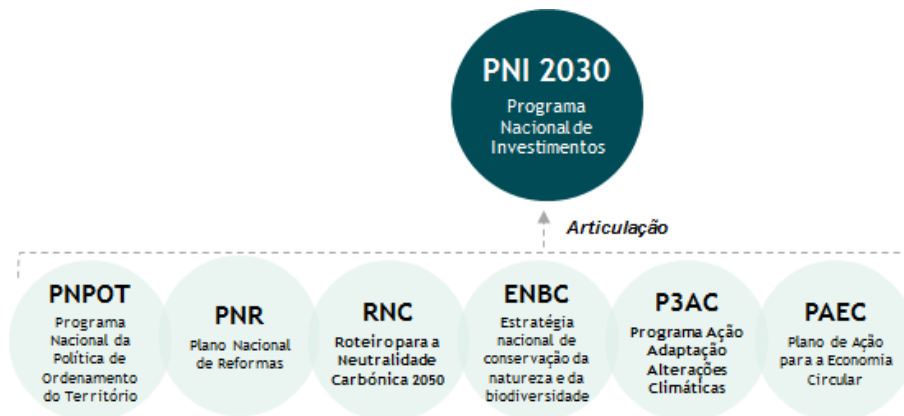 PNI 2030
Programa
Nacional de
Investimentos
Articulação
PNPOT
Programa
Nacional da
Política de
Ordenamento
do Território
PNR
Plano Nacional
de Reformas
RNC
Roteiro para a
Neutralidade
Carbónica 2050
ENBC
Estratégia
nacional de
conservação da
natureza e da
biodiversidade
P3AC
Programa Ação
Adaptação
Alterações
Climáticas
PAEC
Plano de Ação
para a Economia
Circular